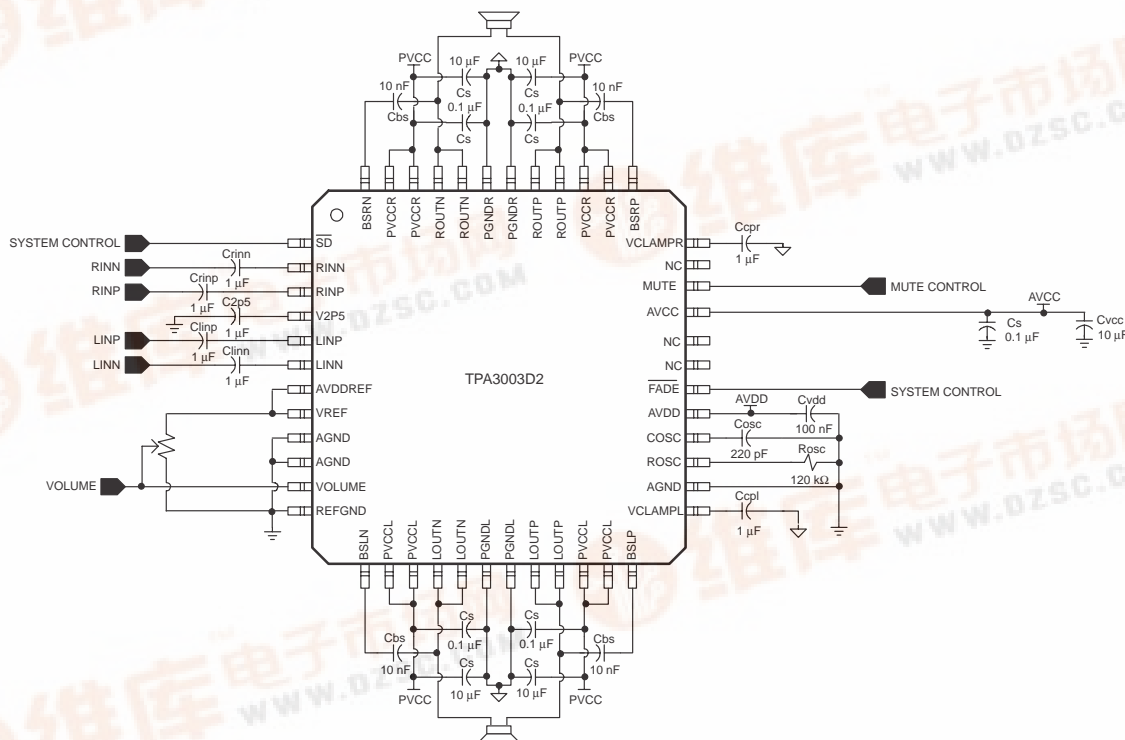 PVCC
10 μF
Cs
10 μF
Cs
PVCC
10 nF
Cbs
0.1 μF
Cs
0.1 μF
Cs
10 nF
Cbs
BSRN
PVCCR
PVCCR
ROUTN
ROUTN
PGNDR
PGNDR
ROUTP
ROUTP
PVCCR
PVCCR
BSRP
SYSTEM CONTROL
SD
RINN
Crinn
1 μF
RINN
RINP
Crinp
1 μF
RINP
C2p5
1 μF
V2P5
LINP
Clinp
1 μF
LINP
LINN
Clinn
1 μF
LINN
AVDDREF
VREF
AGND
AGND
VOLUME
VOLUME
REFGND
TPA3003D2
VCLAMPR
Ccpr
1 μF
NC
MUTE
MUTE CONTROL
AVCC
AVCC
Cs
0.1 μF
Cvcc
10 μF
NC
NC
FADE
SYSTEM CONTROL
AVDD
AVDD
Cvdd
100 nF
COSC
Cosc
220 pF
ROSC
Rosc
120 kΩ
AGND
VCLAMPL
Ccpl
1 μF
BSLN
PVCCL
PVCCL
LOUTN
LOUTN
PGNDL
PGNDL
LOUTP
LOUTP
PVCCL
PVCCL
BSLP
Cs
0.1 μF
Cs
0.1 μF
Cbs
10 nF
Cbs
10 nF
Cs
10 μF
Cs
10 μF
PVCC
PVCC
维库电子市场网
WWW.DZSC.COM